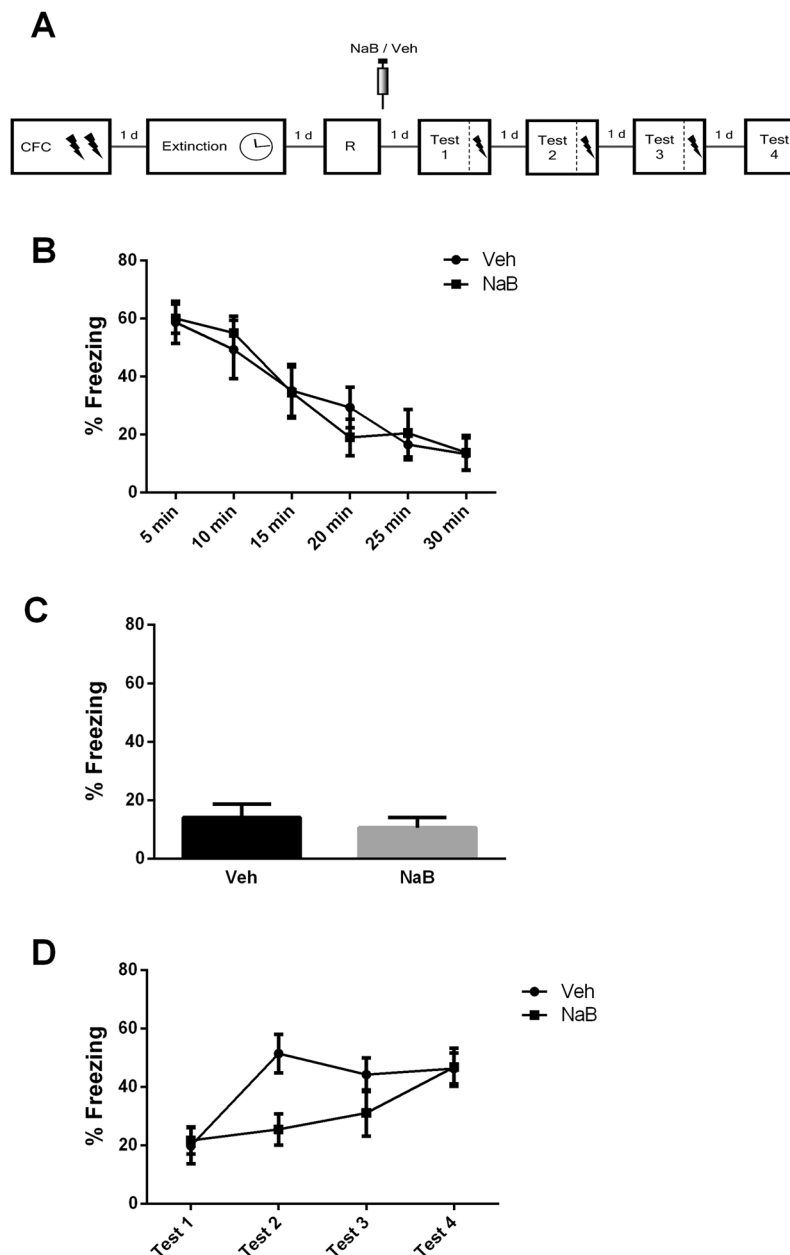 A
NaB / Veh
CFC
1 d
Extinction
1 d
R
1 d
Test
1
1 d
Test
2
1 d
Test
3
1 d
Test
4
B
% Freezing
80
60
40
20
0
5 min
10 min
15 min
20 min
25 min
30 min
Veh
NaB
C
% Freezing
80
60
40
20
0
Veh
NaB
D
% Freezing
80
60
40
20
0
Test 1
Test 2
Test 3
Test 4
Veh
NaB